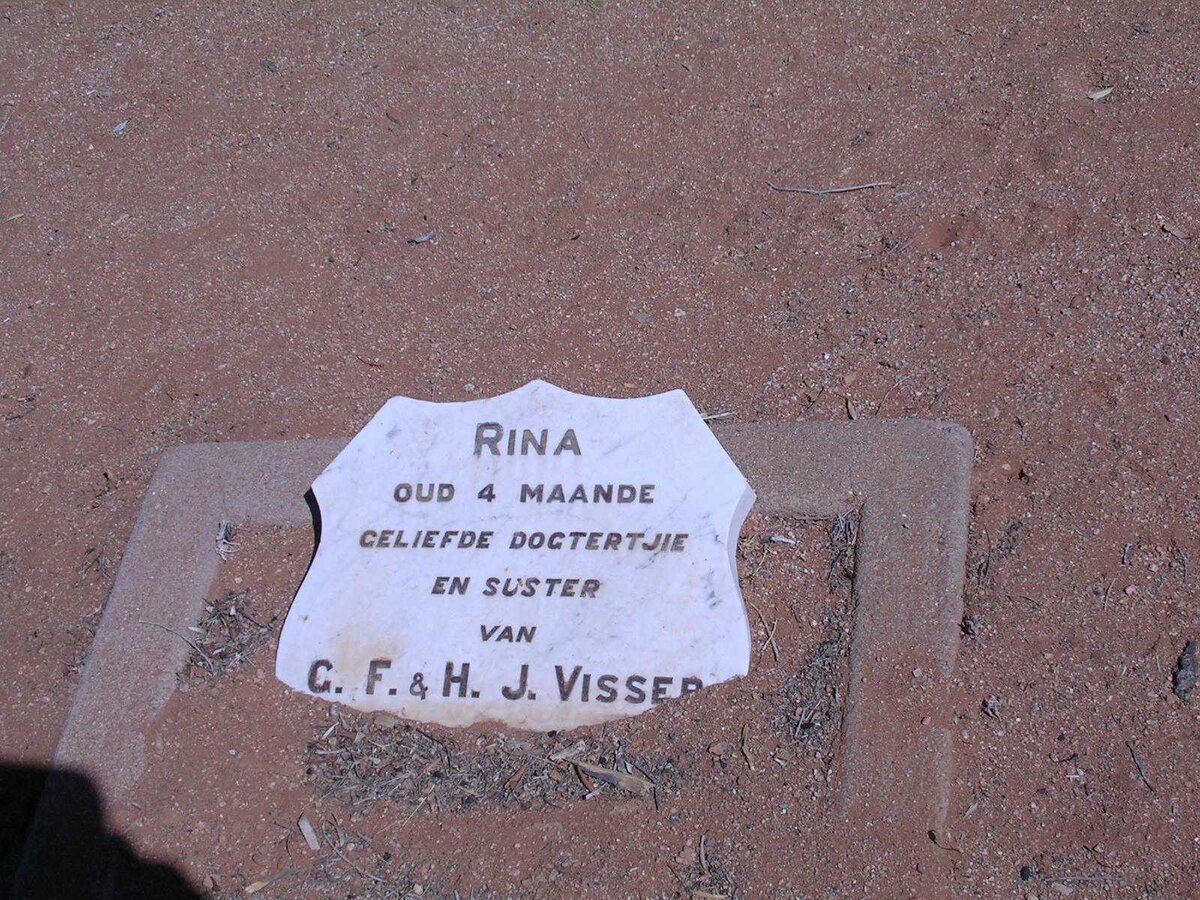 RINA
OUD 4 MAANDE
GELIEFDE DOGTERTJIE
EN SUSTER
VAN
G. F. & H. J. VISSER